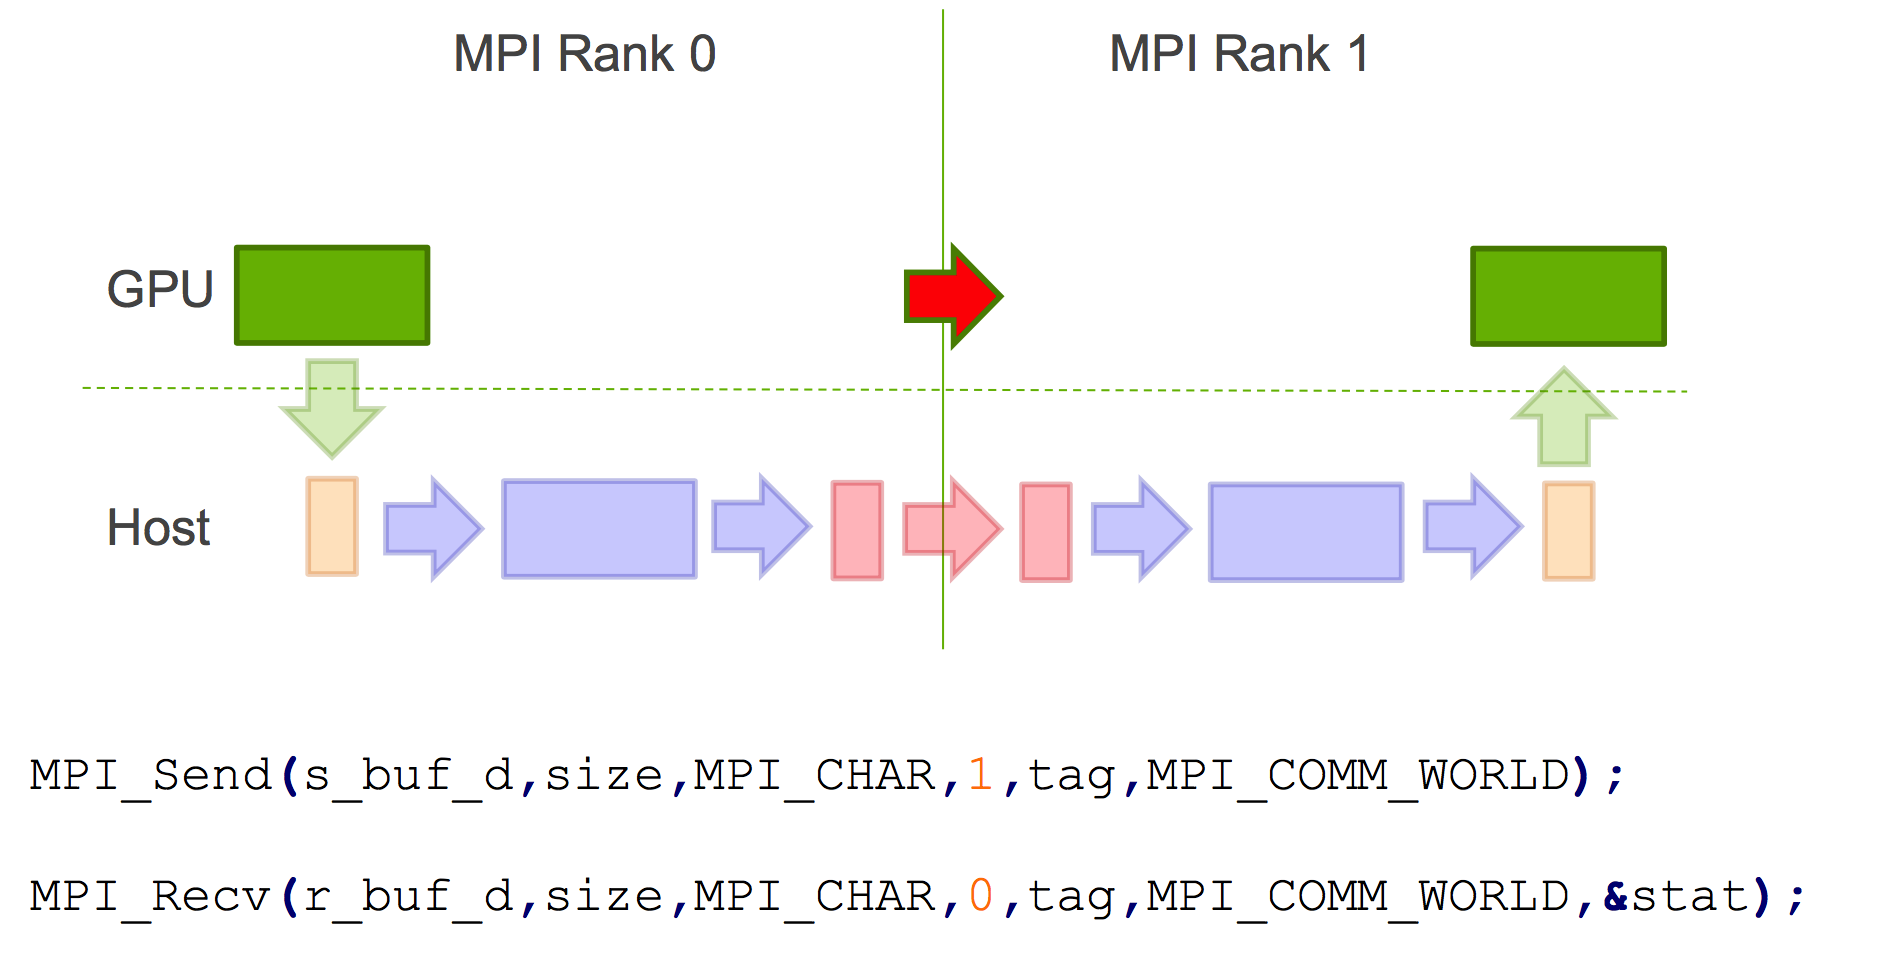 MPI Rank 0
MPI Rank 1
GPU
Host
MPI_Send(s_buf_d,size,MPI_CHAR,1,tag,MPI_COMM_WORLD);
MPI_Recv(r_buf_d,size,MPI_CHAR,0,tag,MPI_COMM_WORLD,&stat);